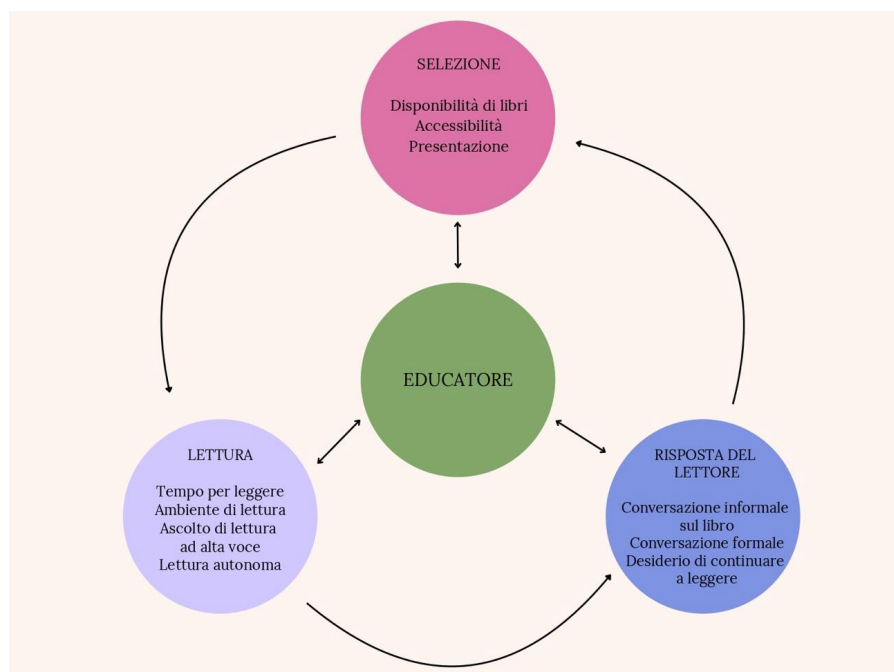 SELEZIONE
Disponibilità di libri
Accessibilità
Presentazione
EDUCATORE
LETTURA
Tempo per leggere
Ambiente di lettura
Ascolto di lettura
ad alta voce
Lettura autonoma
RISPOSTA DEL
LETTORE
Conversazione informale
sul libro
Conversazione formale
Desiderio di continuare
a leggere